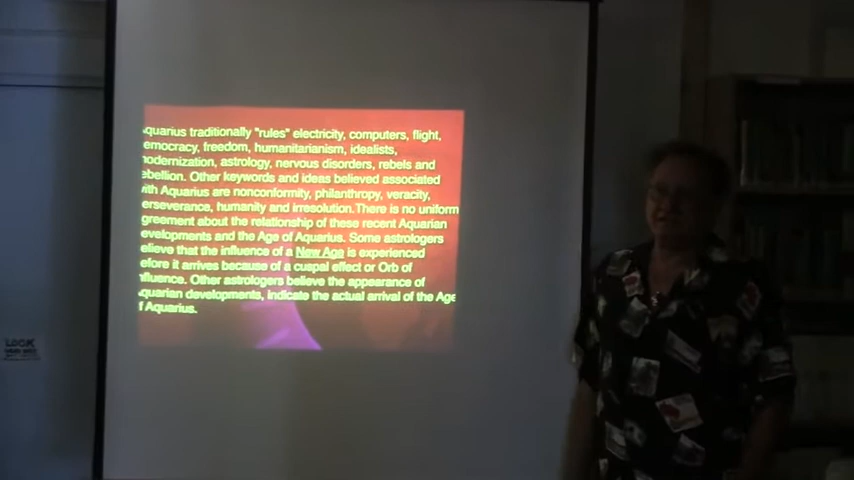 Aquarius traditionally "rules" electricity, computers, flight,
emocracy, freedom, humanitarianism, idealists,
nodernization, astrology, nervous disorders, rebels and
ebellion. Other keywords and ideas believed associated
with Aquarius are nonconformity, philanthropy, veracity,
erseverance, humanity and irresolution.There is no uniform
greement about the relationship of these recent Aquarian
evelopments and the Age of Aquarius. Some astrologers
elieve that the influence of a New Age is experienced
efore it arrives because of a cuspal effect or Orb of
nfluence. Other astrologers believe the appearance of
Aquarian developments, indicate the actual arrival of the Age
f Aquarius.
LOOK